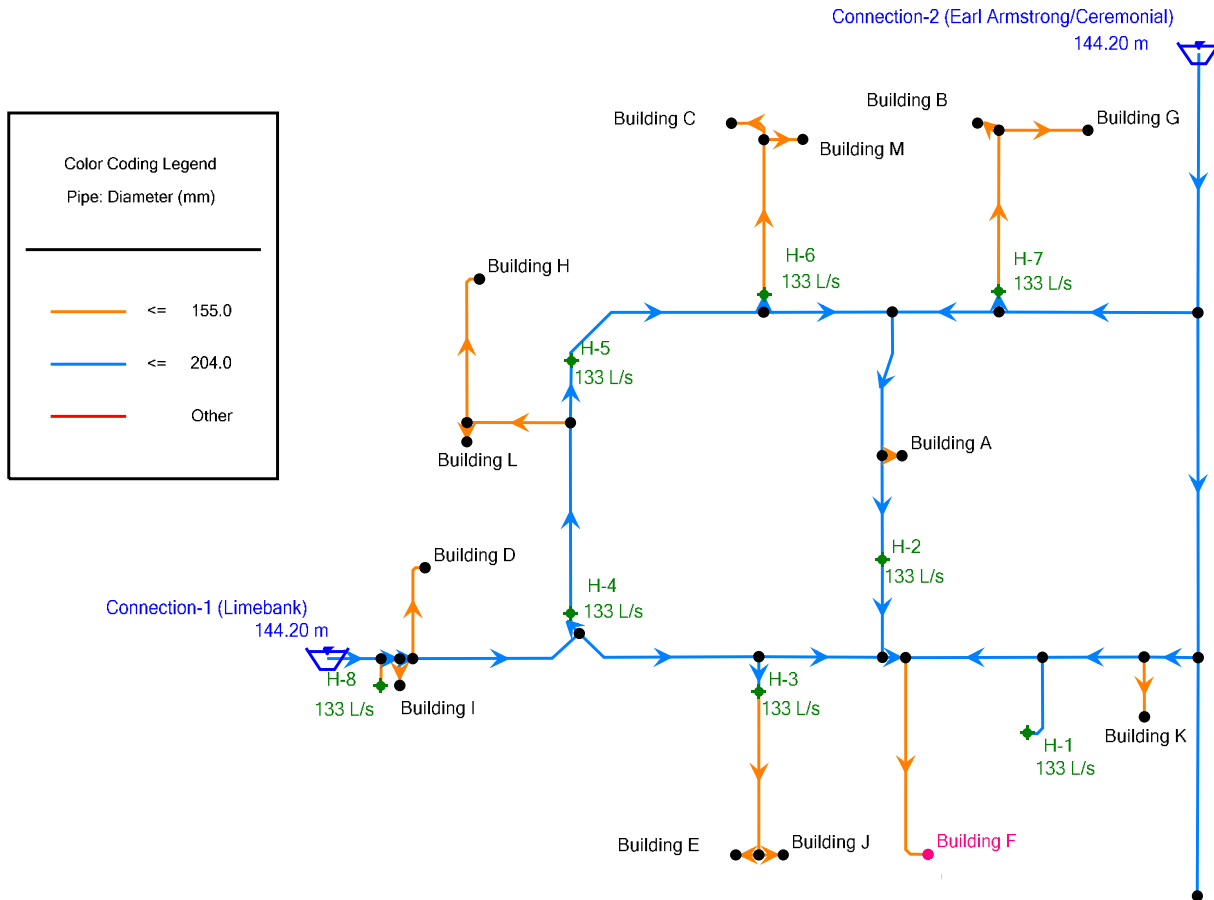 Connection-2 (Earl Armstrong/Ceremonial)
144.20 m
Building C
Building M
Building B
Building G
Color Coding Legend
Pipe: Diameter (mm)
<= 155.0
<= 204.0
Other
H-6
133 L/s
H-7
133 L/s
Building H
H-5
133 L/s
Building L
Building A
H-2
133 L/s
Building D
H-4
133 L/s
Connection-1 (Limebank)
144.20 m
H-8
133 L/s
Building I
H-3
133 L/s
H-1
133 L/s
Building K
Building E
Building J
Building F